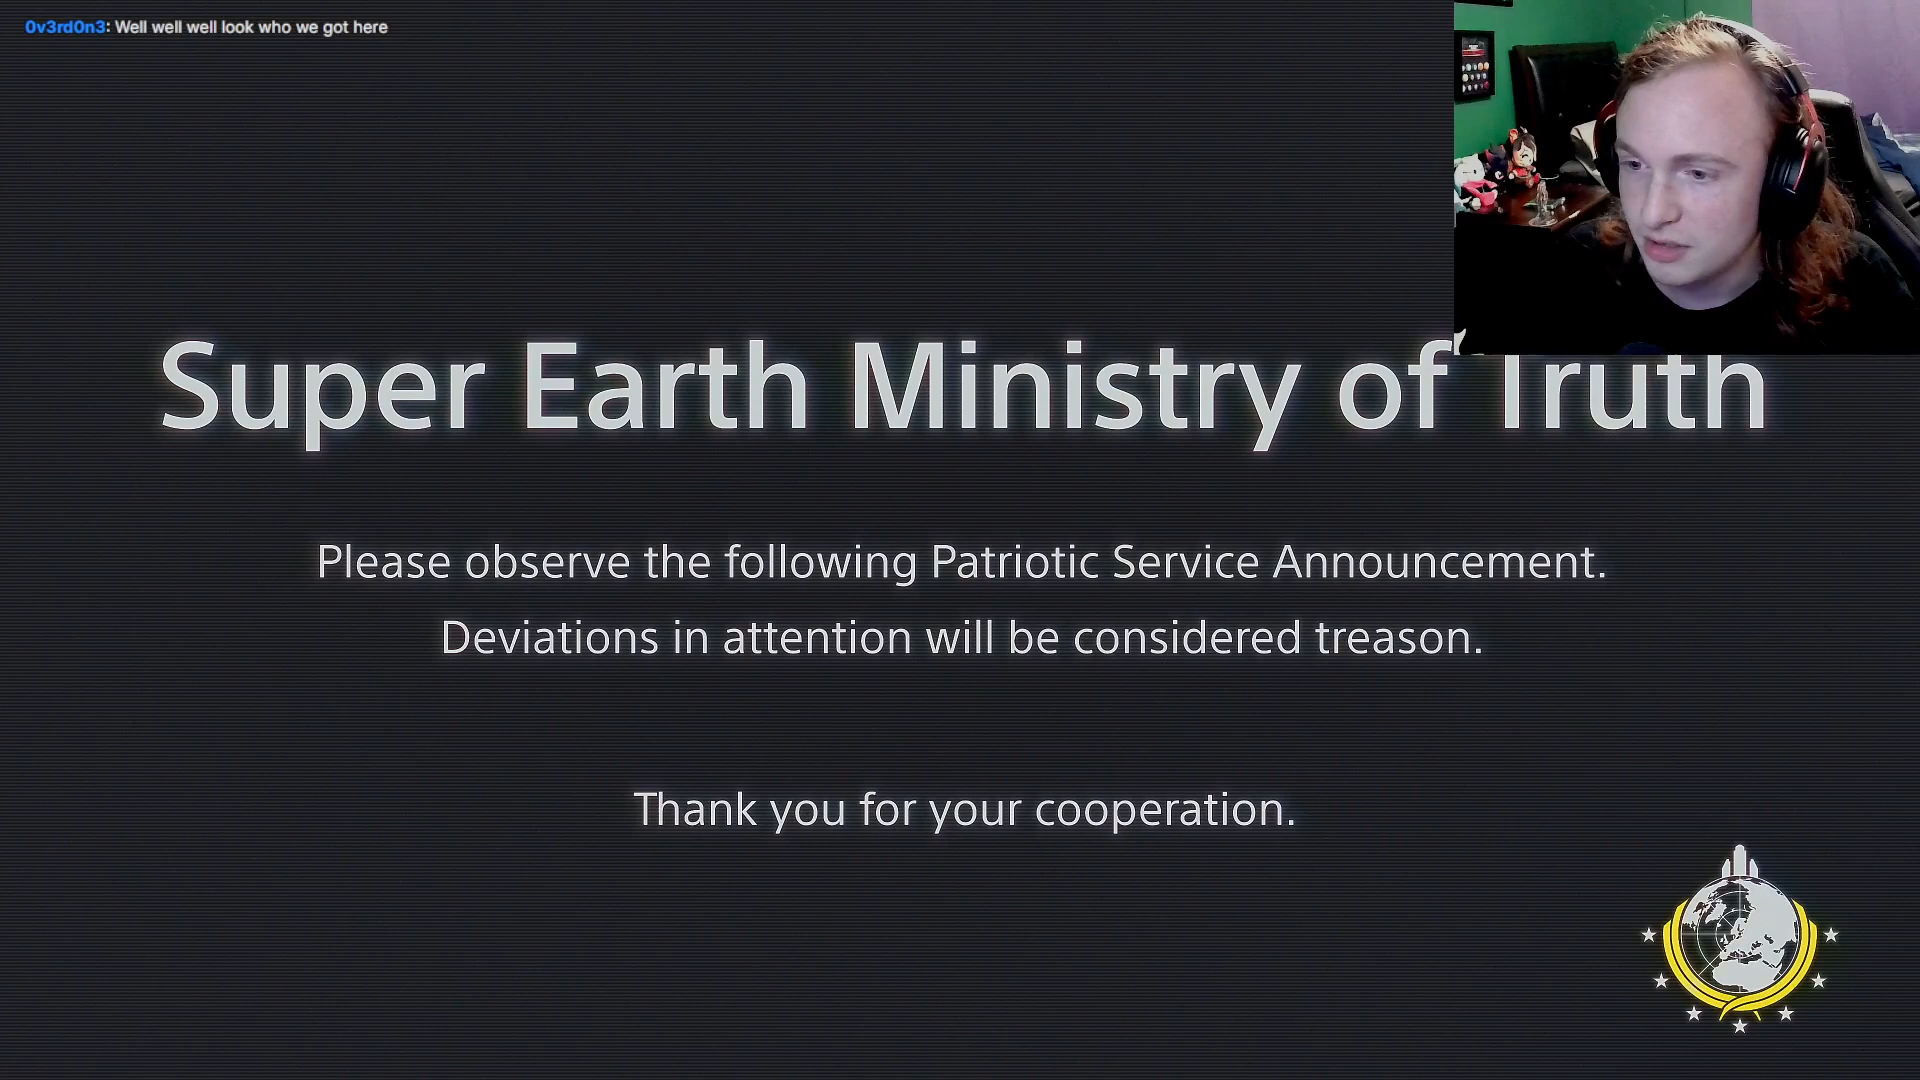 0v3rd0n3: Well well well look who we got here
Super Earth Ministry of Truth
Please observe the following Patriotic Service Announcement.
Deviations in attention will be considered treason.
Thank you for your cooperation.